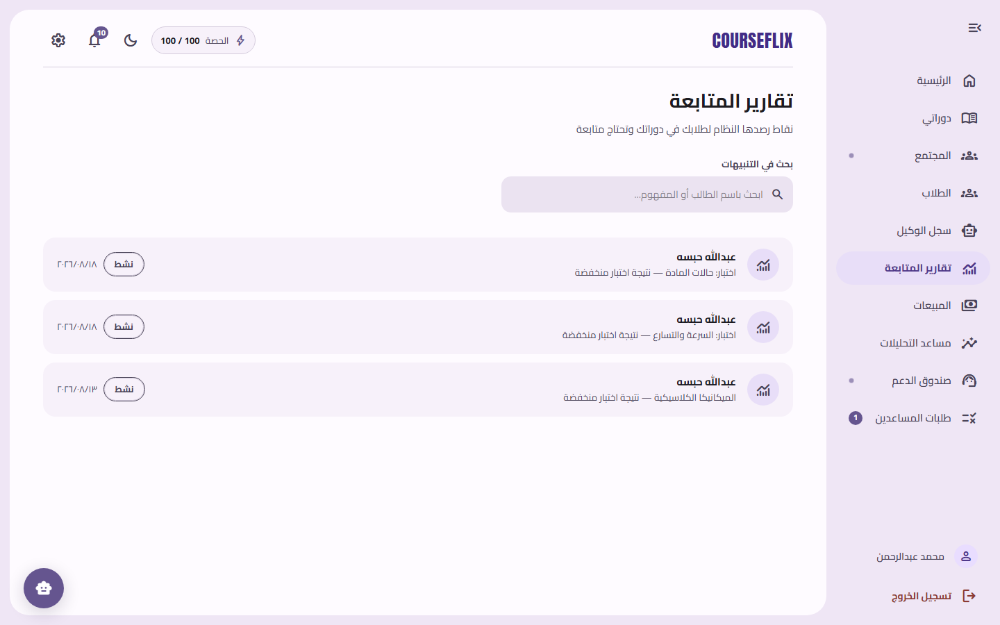 COURSEFLIX
الحصة 100 / 100
10
تقارير المتابعة
نقاط رصدها النظام لطلابك في دوراتك وتحتاج متابعة
بحث في التنبيهات
ابحث باسم الطالب أو المفهوم...
عبدالله حبسه
اختبار: حالات المادة — نتيجة اختبار منخفضة
نشط
٢٠٢٦/٠٨/١٨
عبدالله حبسه
اختبار: السرعة والتسارع — نتيجة اختبار منخفضة
نشط
٢٠٢٦/٠٨/١٨
عبدالله حبسه
الميكانيكا الكلاسيكية — نتيجة اختبار منخفضة
نشط
٢٠٢٦/٠٨/١٣
الرئيسية
دوراتي
المجتمع
الطلاب
سجل الوكيل
تقارير المتابعة
المبيعات
مساعد التحليلات
صندوق الدعم
طلبات المساعدين
1
محمد عبدالرحمن
تسجيل الخروج